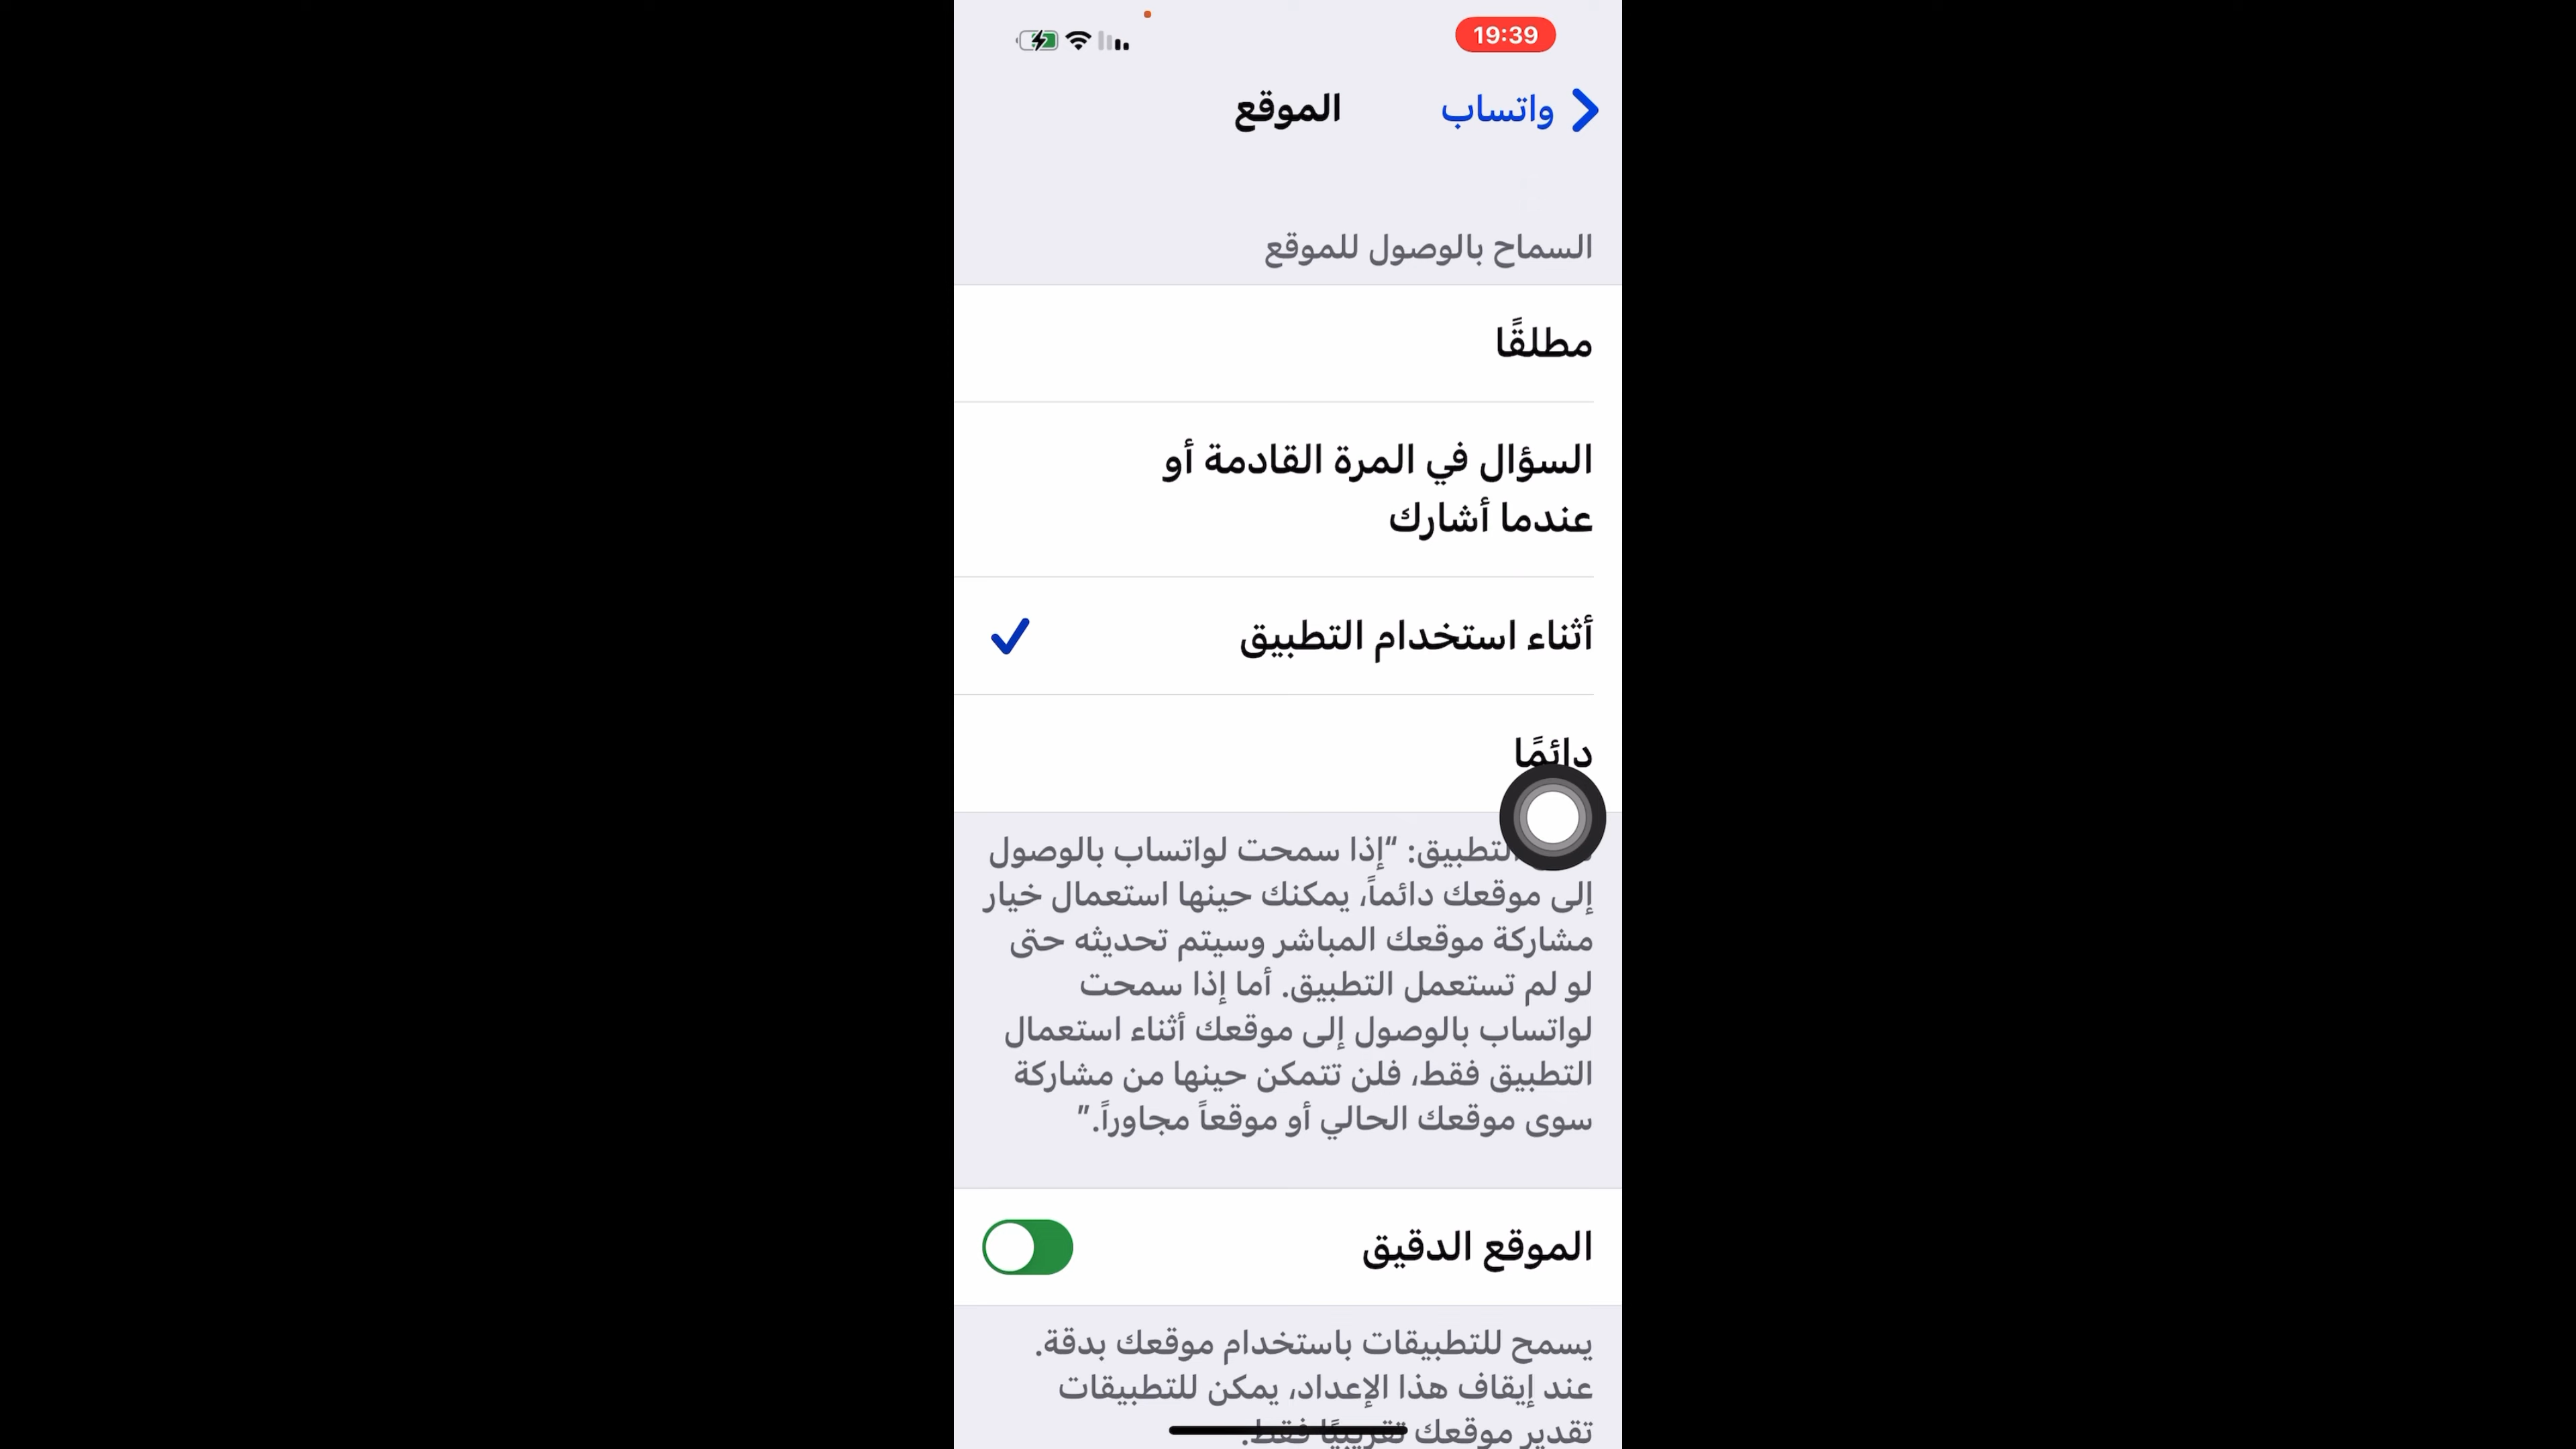 19:39
واتساب
الموقع
السماح بالوصول للموقع
مطلقًا
السؤال في المرة القادمة أو
عندما أشارك
أثناء استخدام التطبيق
دائمًا
التطبيق: “إذا سمحت لواتساب بالوصول
إلى موقعك دائماً، يمكنك حينها استعمال خيار
مشاركة موقعك المباشر وسيتم تحديثه حتى
لو لم تستعمل التطبيق. أما إذا سمحت
لواتساب بالوصول إلى موقعك أثناء استعمال
التطبيق فقط، فلن تتمكن حينها من مشاركة
سوى موقعك الحالي أو موقعاً مجاوراً.”
الموقع الدقيق
يسمح للتطبيقات باستخدام موقعك بدقة.
عند إيقاف هذا الإعداد، يمكن للتطبيقات
تقدير موقعك تقريبيًا فقط.